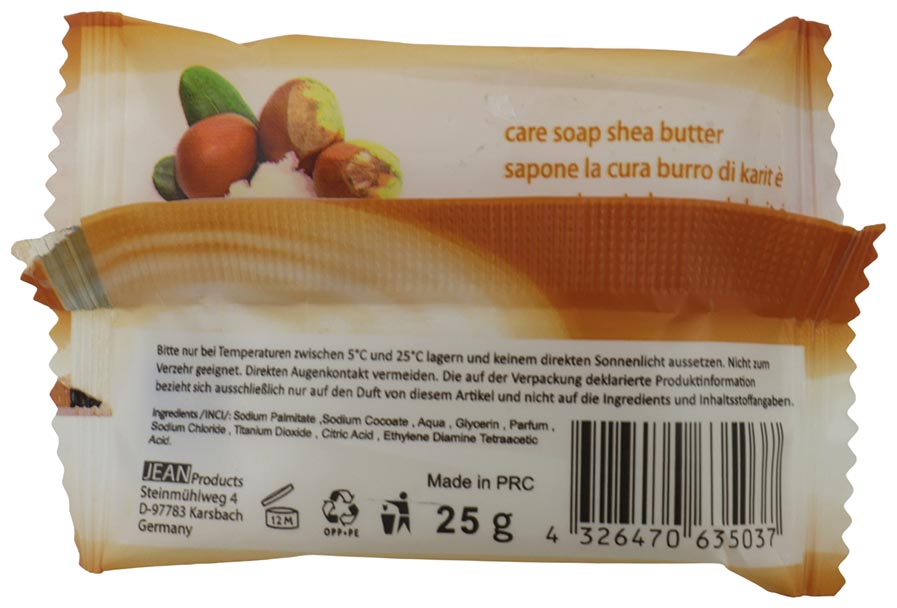 care soap shea butter
sapone la cura burro di karit è
Bitte nur bei Temperaturen zwischen 5°C und 25°C lagern und keinem direkten Sonnenlicht aussetzen. Nicht zum
Verzehr geeignet. Direkten Augenkontakt vermeiden. Die auf der Verpackung deklarierte Produktinformation
bezieht sich ausschließlich nur auf den Duft von diesem Artikel und nicht auf die Ingredients und Inhaltsstoffangaben.
Ingredients /INCI/: Sodium Palmitate ,Sodium Cocoate , Aqua , Glycerin , Parfum ,
Sodium Chloride , Titanium Dioxide , Citric Acid , Ethylene Diamine Tetraacetic
Acid.
JEAN Products
Steinmühlweg 4
D-97783 Karsbach
Germany
12M
OPP+PE
Made in PRC
25 g
4 326470 635037